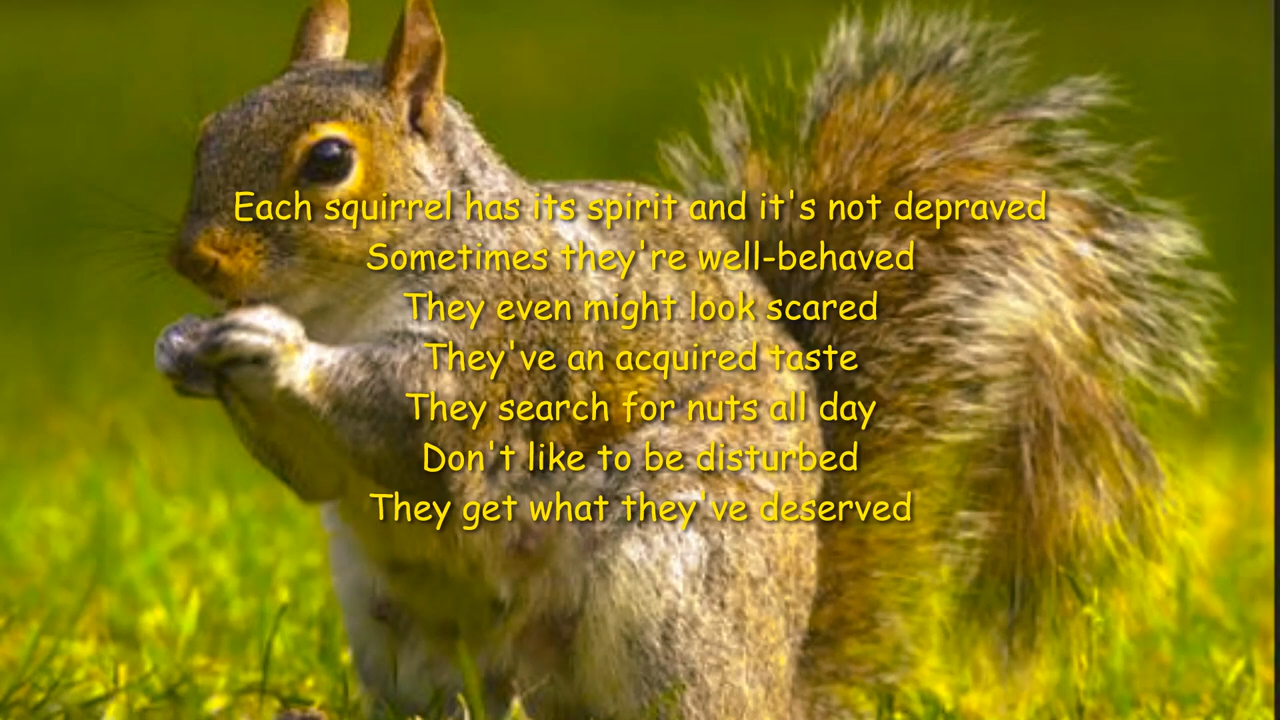 Each squirrel has its spirit and it's not depraved
Sometimes they're well-behaved
They even might look scared
They've an acquired taste
They search for nuts all day
Don't like to be disturbed
They get what they've deserved